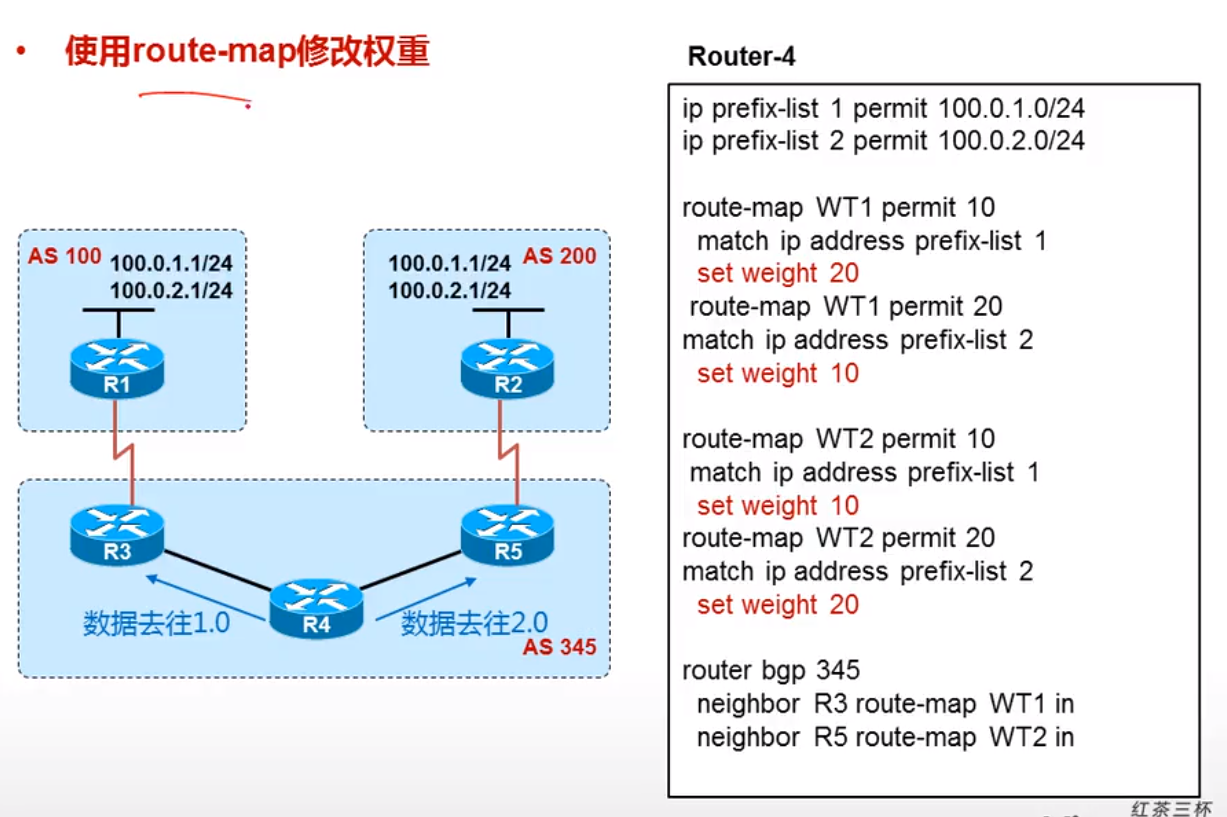 • 使用route-map修改权重
Router-4
ip prefix-list 1 permit 100.0.1.0/24
ip prefix-list 2 permit 100.0.2.0/24
route-map WT1 permit 10
match ip address prefix-list 1
set weight 20
route-map WT1 permit 20
match ip address prefix-list 2
set weight 10
route-map WT2 permit 10
match ip address prefix-list 1
set weight 10
route-map WT2 permit 20
match ip address prefix-list 2
set weight 20
router bgp 345
neighbor R3 route-map WT1 in
neighbor R5 route-map WT2 in
AS 100
100.0.1.1/24
100.0.2.1/24
R1
100.0.1.1/24
100.0.2.1/24
AS 200
R2
R3
R5
R4
数据去往1.0
数据去往2.0
AS 345
红茶三杯